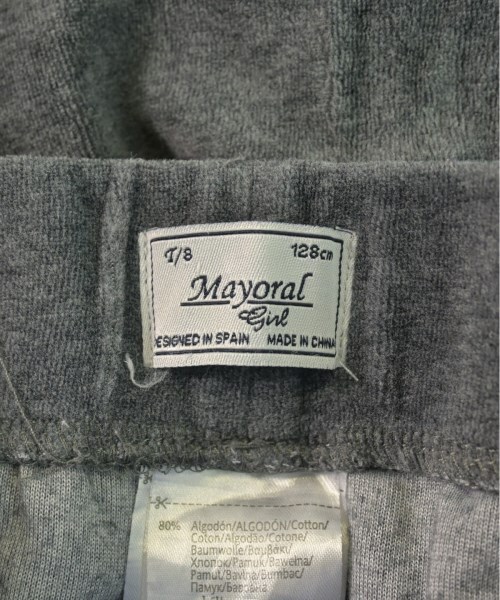 T/8 128cm
Mayoral
Girl
DESIGNED IN SPAIN MADE IN CHINA
80% Algodón/ALGODÓN/Cotton/
Coton/Algodão/Cotone/
Baumwolle/Βαμβάκι/
Хлопок/Pamuk/Bawełna/
Pamut/Bavlna/Bumbac/
Памук/Бавовна